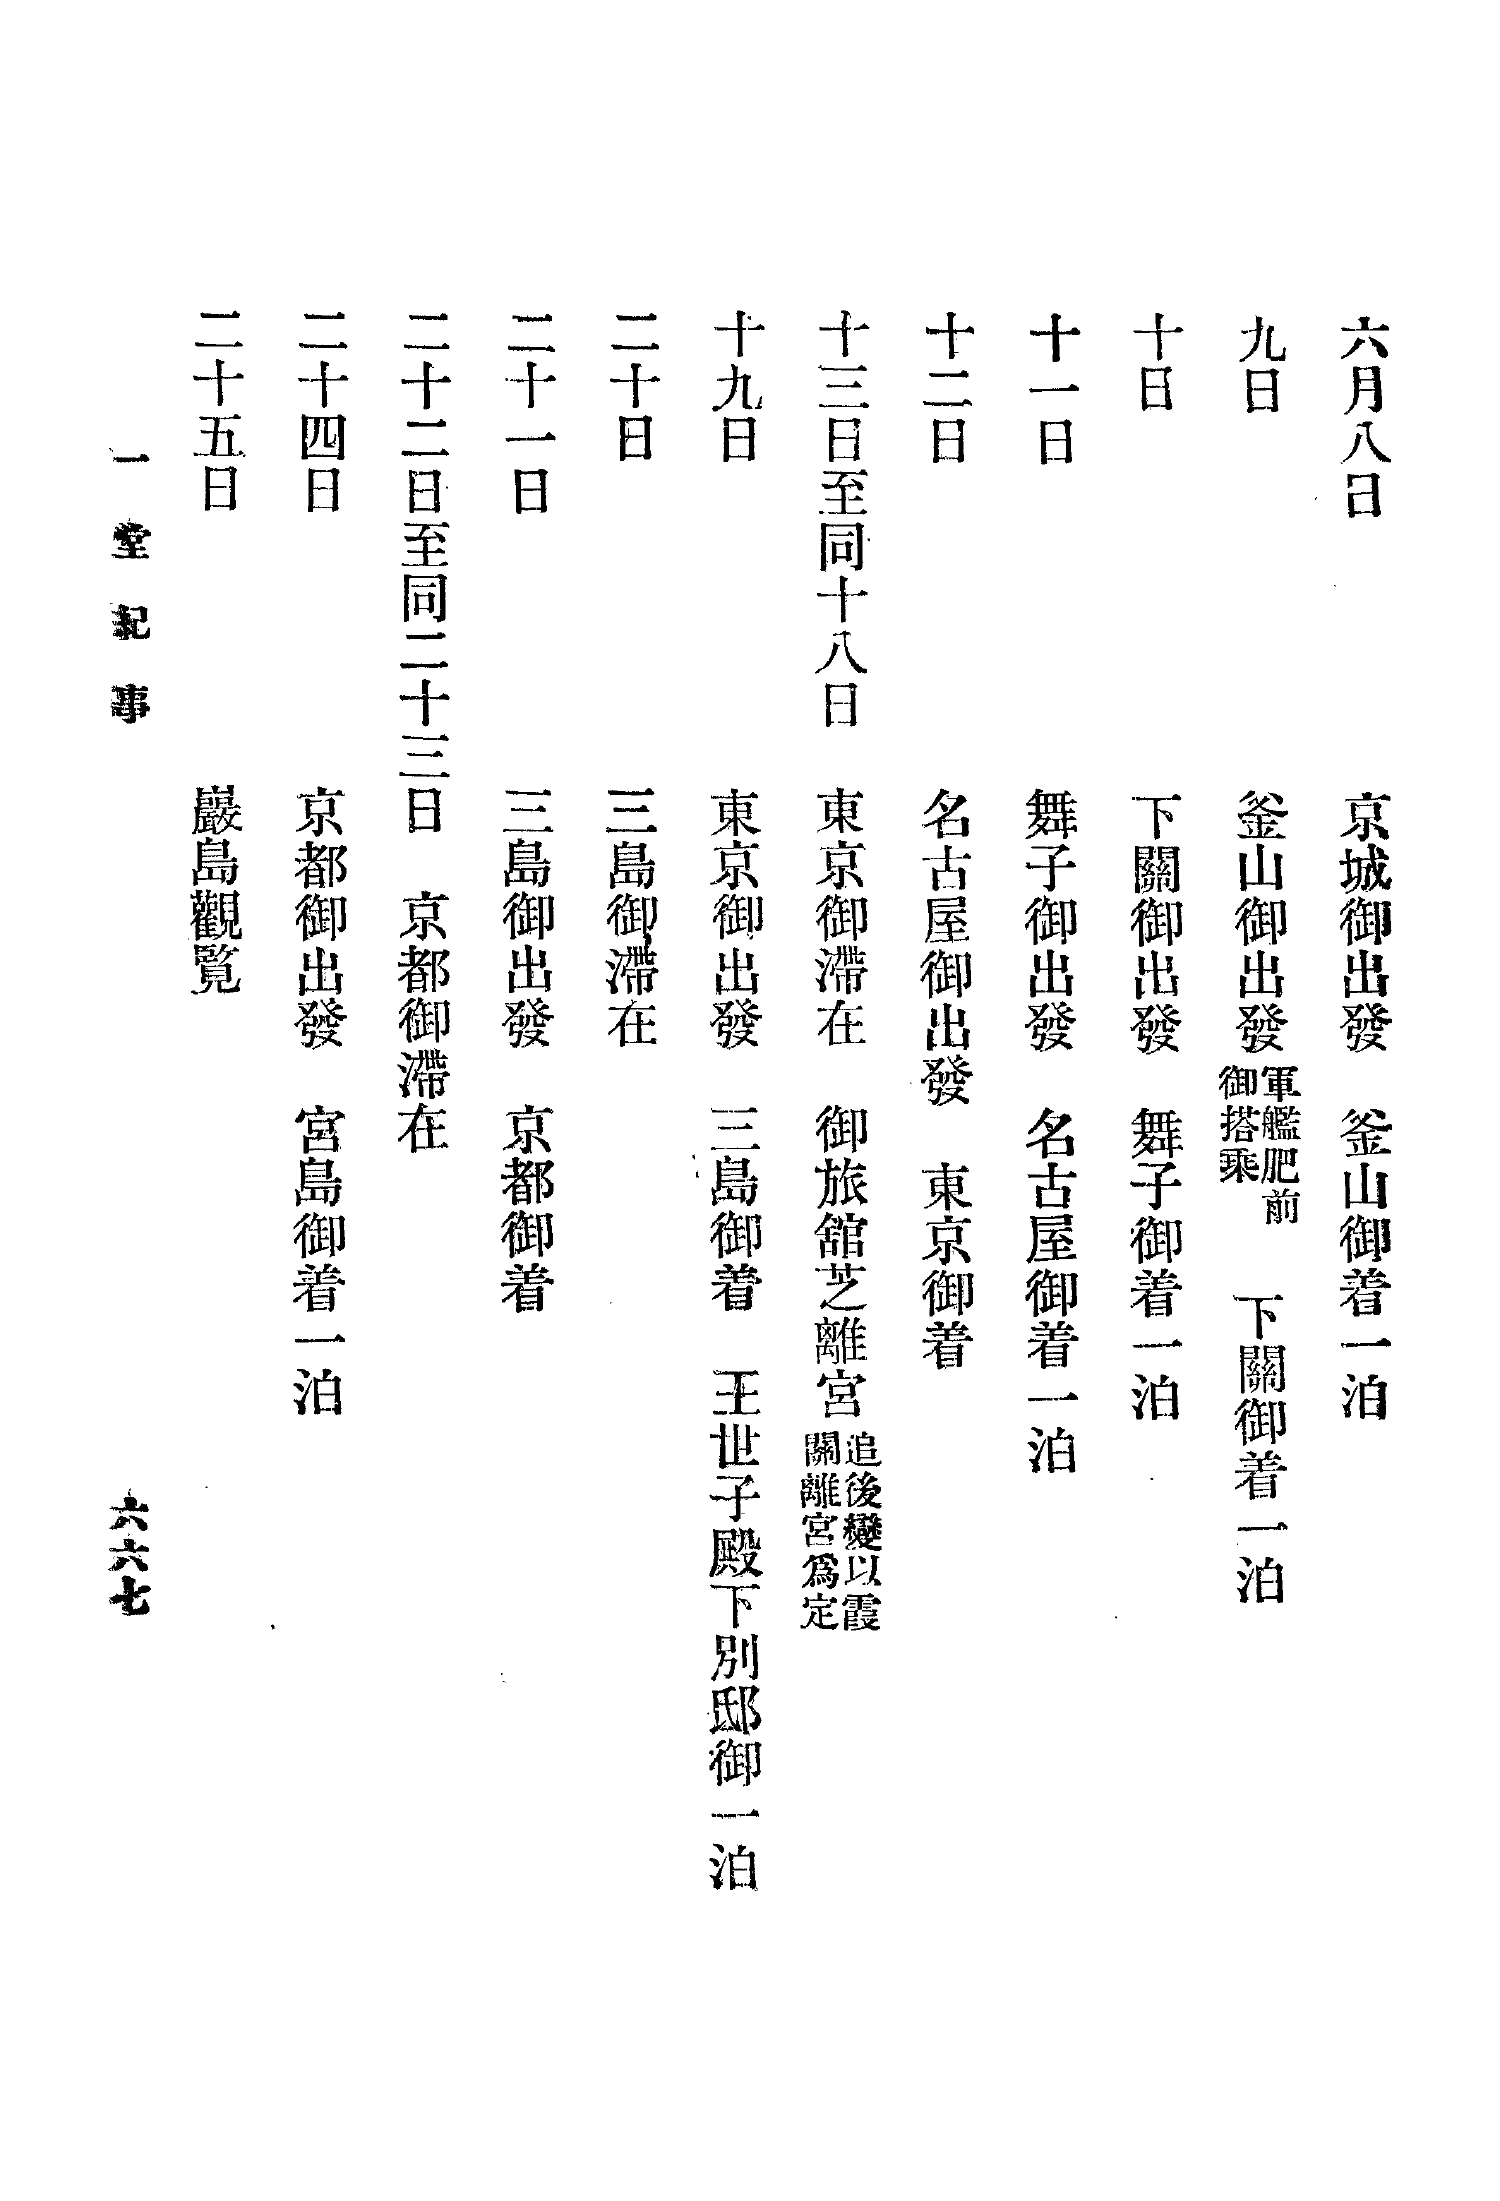 六月八日　京城御出發　釜山御着一泊
九日　釜山御出發　軍艦肥前御搭乘　下關御着一泊
十日　下關御出發　舞子御着一泊
十一日　舞子御出發　名古屋御着一泊
十二日　名古屋御出發　東京御着
十三日至同十八日　東京御滯在　御旅舘芝離宮　追後變以霞關離宮爲定
十九日　東京御出發　三島御着　王世子殿下別邸御一泊
二十日　三島御滯在
二十一日　三島御出發　京都御着
二十二日至同二十三日　京都御滯在
二十四日　京都御出發　宮島御着一泊
二十五日　巖島觀覽
一堂紀事
六六七